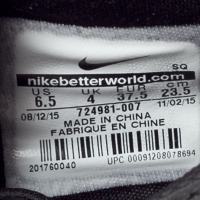 SQ
nikebetterworld.com
US UK EUR cm
6.5 4 37.5 23.5
08/12/15 724981-007 11/02/15
MADE IN CHINA
FABRIQUE EN CHINE
201760040 UPC 00091208078694